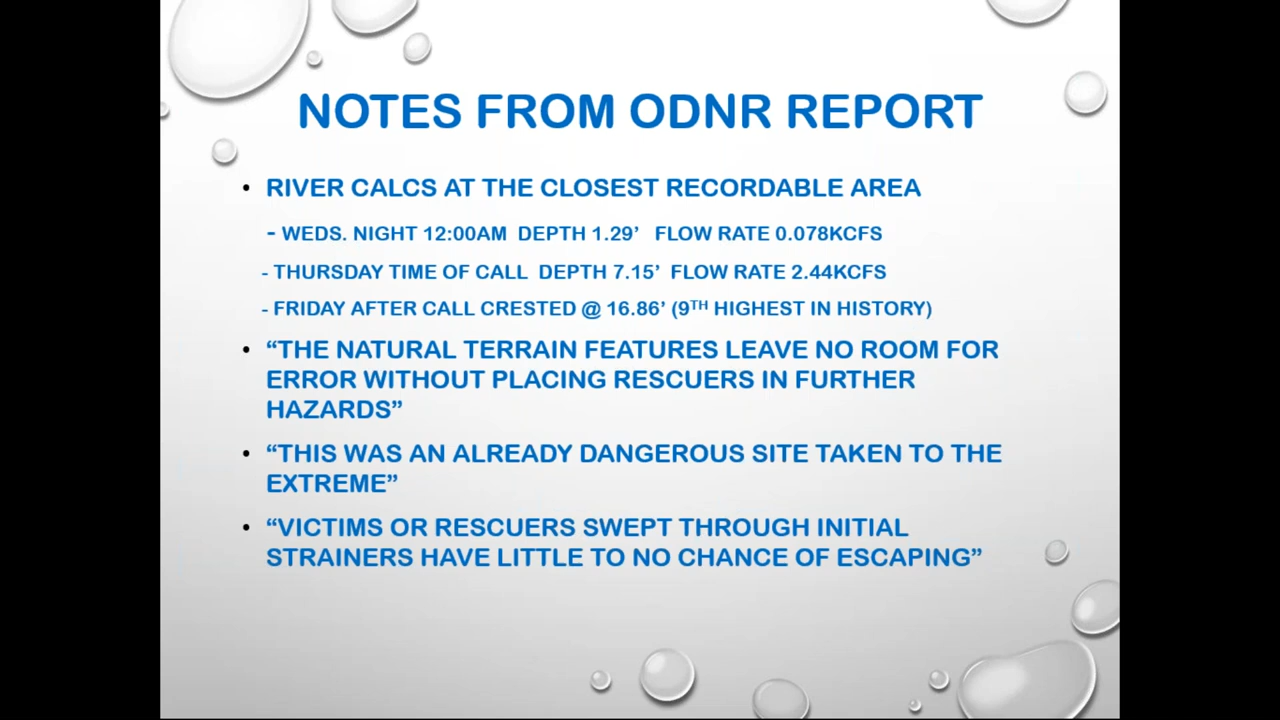 NOTES FROM ODNR REPORT
• RIVER CALCS AT THE CLOSEST RECORDABLE AREA
- WEDS. NIGHT 12:00AM DEPTH 1.29’ FLOW RATE 0.078KCFS
- THURSDAY TIME OF CALL DEPTH 7.15’ FLOW RATE 2.44KCFS
- FRIDAY AFTER CALL CRESTED @ 16.86’ (9TH HIGHEST IN HISTORY)
• “THE NATURAL TERRAIN FEATURES LEAVE NO ROOM FOR
ERROR WITHOUT PLACING RESCUERS IN FURTHER
HAZARDS”
• “THIS WAS AN ALREADY DANGEROUS SITE TAKEN TO THE
EXTREME”
• “VICTIMS OR RESCUERS SWEPT THROUGH INITIAL
STRAINERS HAVE LITTLE TO NO CHANCE OF ESCAPING”